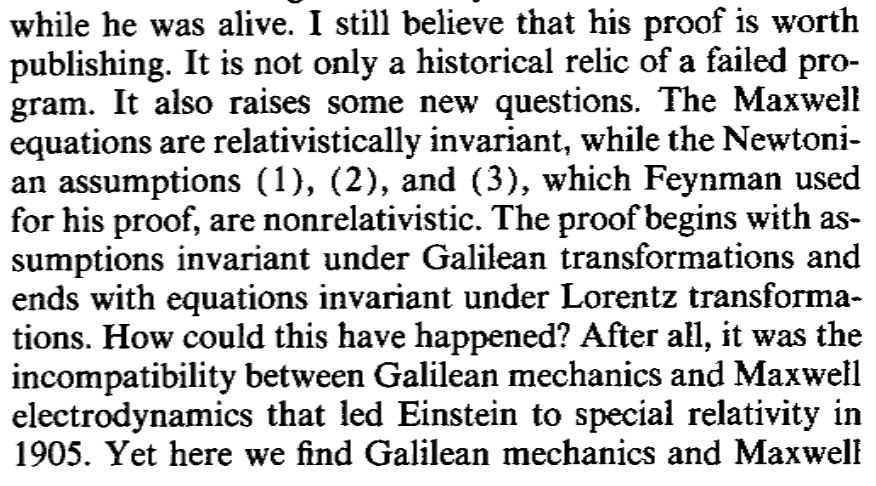 while he was alive. I still believe that his proof is worth
publishing. It is not only a historical relic of a failed pro-
gram. It also raises some new questions. The Maxwell
equations are relativistically invariant, while the Newtoni-
an assumptions (1), (2), and (3), which Feynman used
for his proof, are nonrelativistic. The proof begins with as-
sumptions invariant under Galilean transformations and
ends with equations invariant under Lorentz transforma-
tions. How could this have happened? After all, it was the
incompatibility between Galilean mechanics and Maxwell
electrodynamics that led Einstein to special relativity in
1905. Yet here we find Galilean mechanics and Maxwell